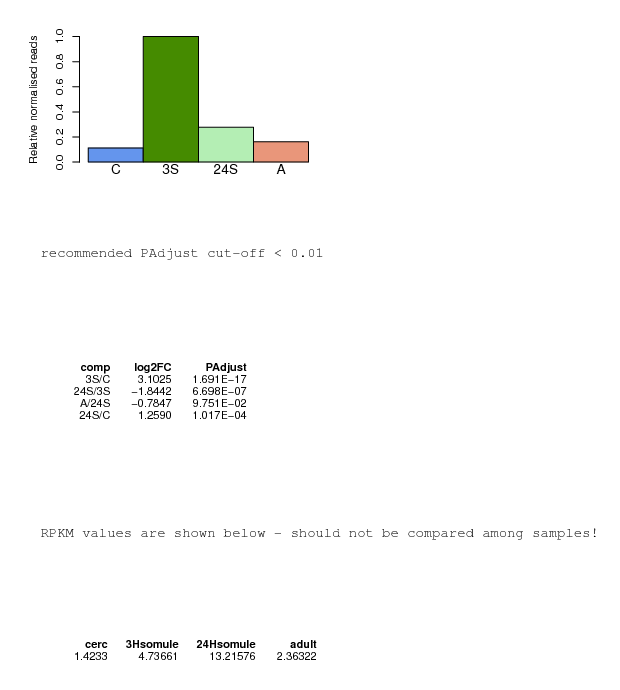 Relative normalised reads
1.0
0.8
0.6
0.4
0.2
0.0
C 3S 24S A
recommended PAdjust cut-off < 0.01
comp log2FC PAdjust
3S/C 3.1025 1.691E−17
24S/3S −1.8442 6.698E−07
A/24S −0.7847 9.751E−02
24S/C 1.2590 1.017E−04
RPKM values are shown below - should not be compared among samples!
cerc 3Hsomule 24Hsomule adult
1.4233 4.73661 13.21576 2.36322